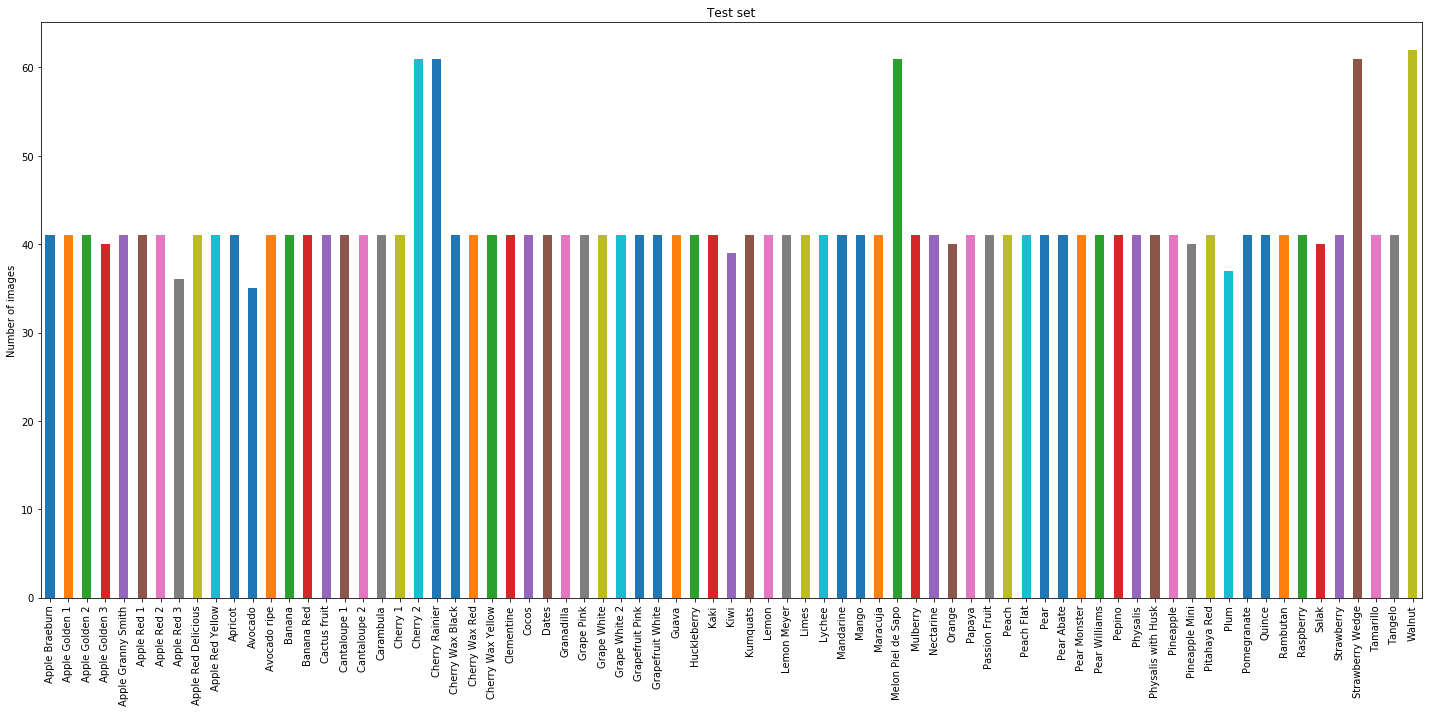 Test set
Number of images
60
50
40
30
20
10
0
Apple Braeburn
Apple Golden 1
Apple Golden 2
Apple Golden 3
Apple Granny Smith
Apple Red 1
Apple Red 2
Apple Red 3
Apple Red Delicious
Apple Red Yellow
Apricot
Avocado
Avocado ripe
Banana
Banana Red
Cactus fruit
Cantaloupe 1
Cantaloupe 2
Carambula
Cherry 1
Cherry 2
Cherry Rainier
Cherry Wax Black
Cherry Wax Red
Cherry Wax Yellow
Clementine
Cocos
Dates
Granadilla
Grape Pink
Grape White
Grape White 2
Grapefruit Pink
Grapefruit White
Guava
Huckleberry
Kaki
Kiwi
Kumquats
Lemon
Lemon Meyer
Limes
Lychee
Mandarine
Mango
Maracuja
Melon Piel de Sapo
Mulberry
Nectarine
Orange
Papaya
Passion Fruit
Peach
Peach Flat
Pear
Pear Abate
Pear Monster
Pear Williams
Pepino
Physalis
Physalis with Husk
Pineapple
Pineapple Mini
Pitahaya Red
Plum
Pomegranate
Quince
Rambutan
Raspberry
Salak
Strawberry
Strawberry Wedge
Tamarillo
Tangelo
Walnut